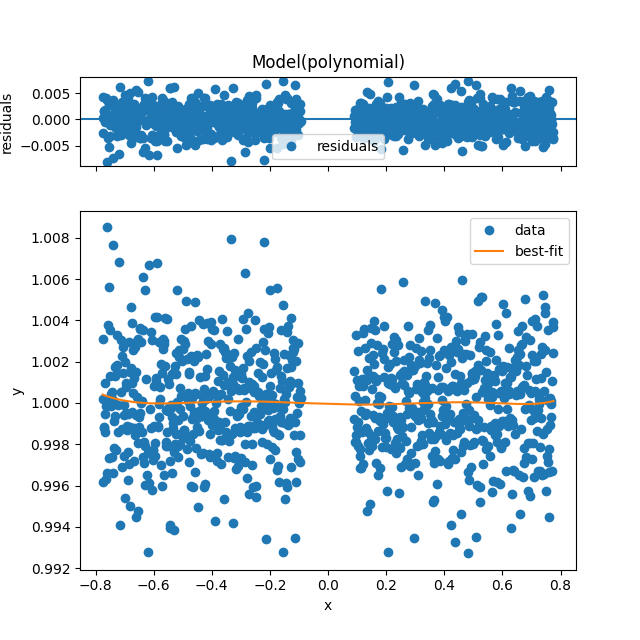 Model(polynomial)
residuals
0.005
0.000
−0.005
residuals
y
1.008
1.006
1.004
1.002
1.000
0.998
0.996
0.994
0.992
data
best-fit
−0.8 −0.6 −0.4 −0.2 0.0 0.2 0.4 0.6 0.8
x